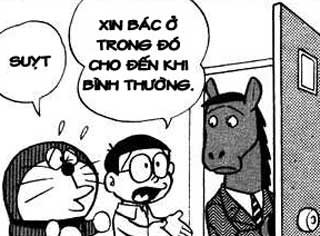 SUỴT
XIN BÁC Ở
TRONG ĐÓ
CHO ĐẾN KHI
BÌNH THƯỜNG.